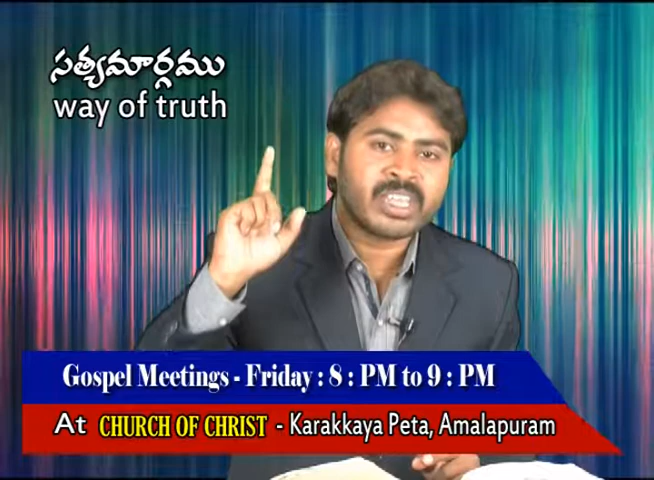 సత్యమార్గము
way of truth
Gospel Meetings - Friday : 8 : PM to 9 : PM
At CHURCH OF CHRIST - Karakkaya Peta, Amalapuram